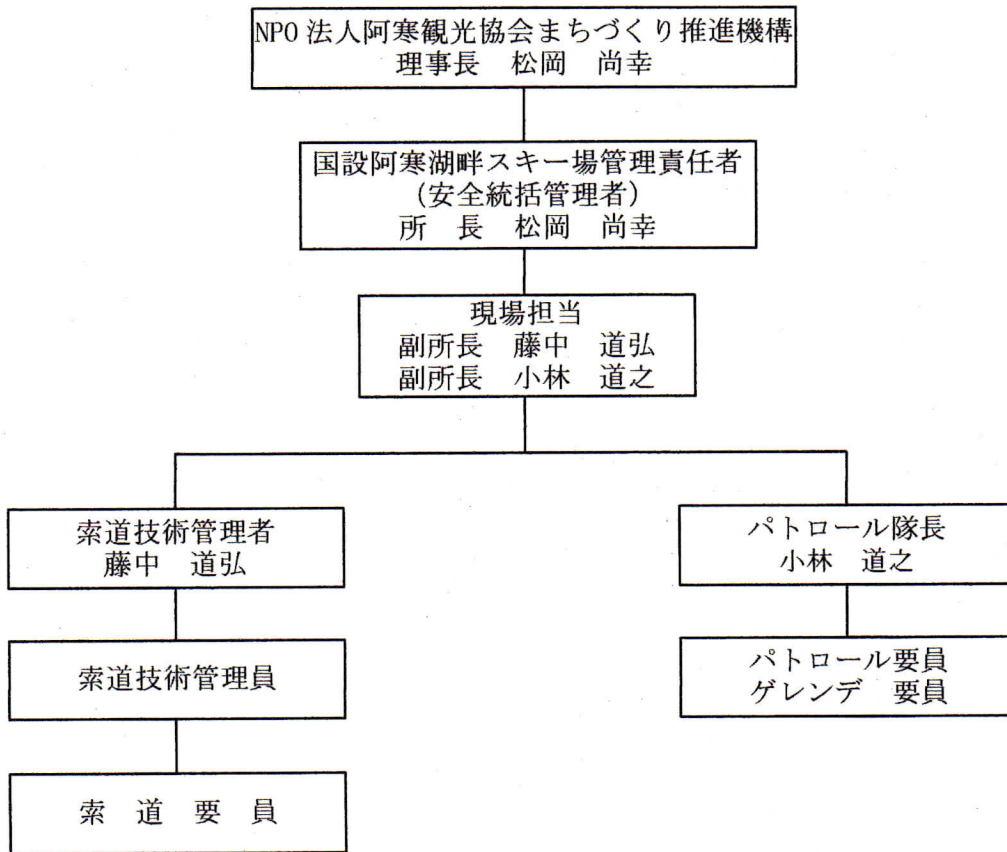 NPO 法人阿寒観光協会まちづくり推進機構
理事長　松岡　尚幸
国設阿寒湖畔スキー場管理責任者
(安全統括管理者)
所　長　松岡　尚幸
現場担当
副所長　藤中　道弘
副所長　小林　道之
索道技術管理者
藤中　道弘
パトロール隊長
小林　道之
索道技術管理員
パトロール要員
ゲレンデ　要員
索　道　要　員